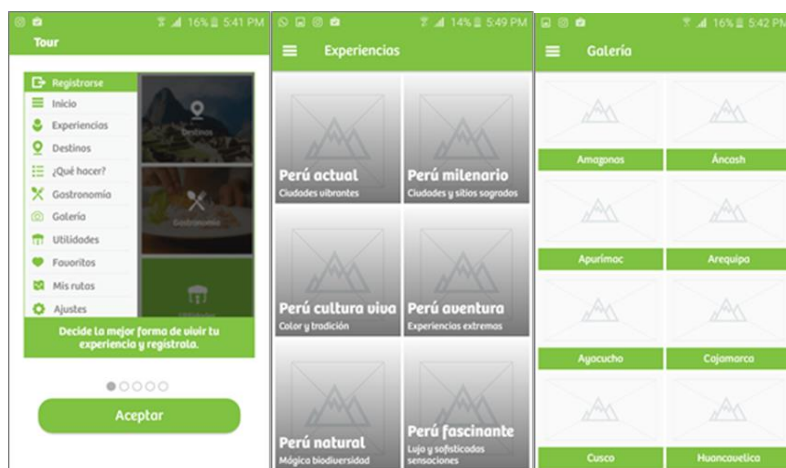 16% 5:41 PM
Tour
Registrarse
Inicio
Experiencias
Destinos
¿Qué hacer?
Gastronomía
Galería
Utilidades
Favoritos
Mis rutas
Ajustes
Destinos
Gastronomía
Utilidades
Decide la mejor forma de vivir tu
experiencia y regístrala.
Aceptar
14% 5:49 PM
Experiencias
Perú actual
Ciudades vibrantes
Perú milenario
Ciudades y sitios sagrados
Perú cultura viva
Color y tradición
Perú aventura
Experiencias extremas
Perú natural
Mágica biodiversidad
Perú fascinante
Lujo y sofisticadas
sensaciones
16% 5:42 PM
Galería
Amazonas
Áncash
Apurímac
Arequipa
Ayacucho
Cajamarca
Cusco
Huancavelica